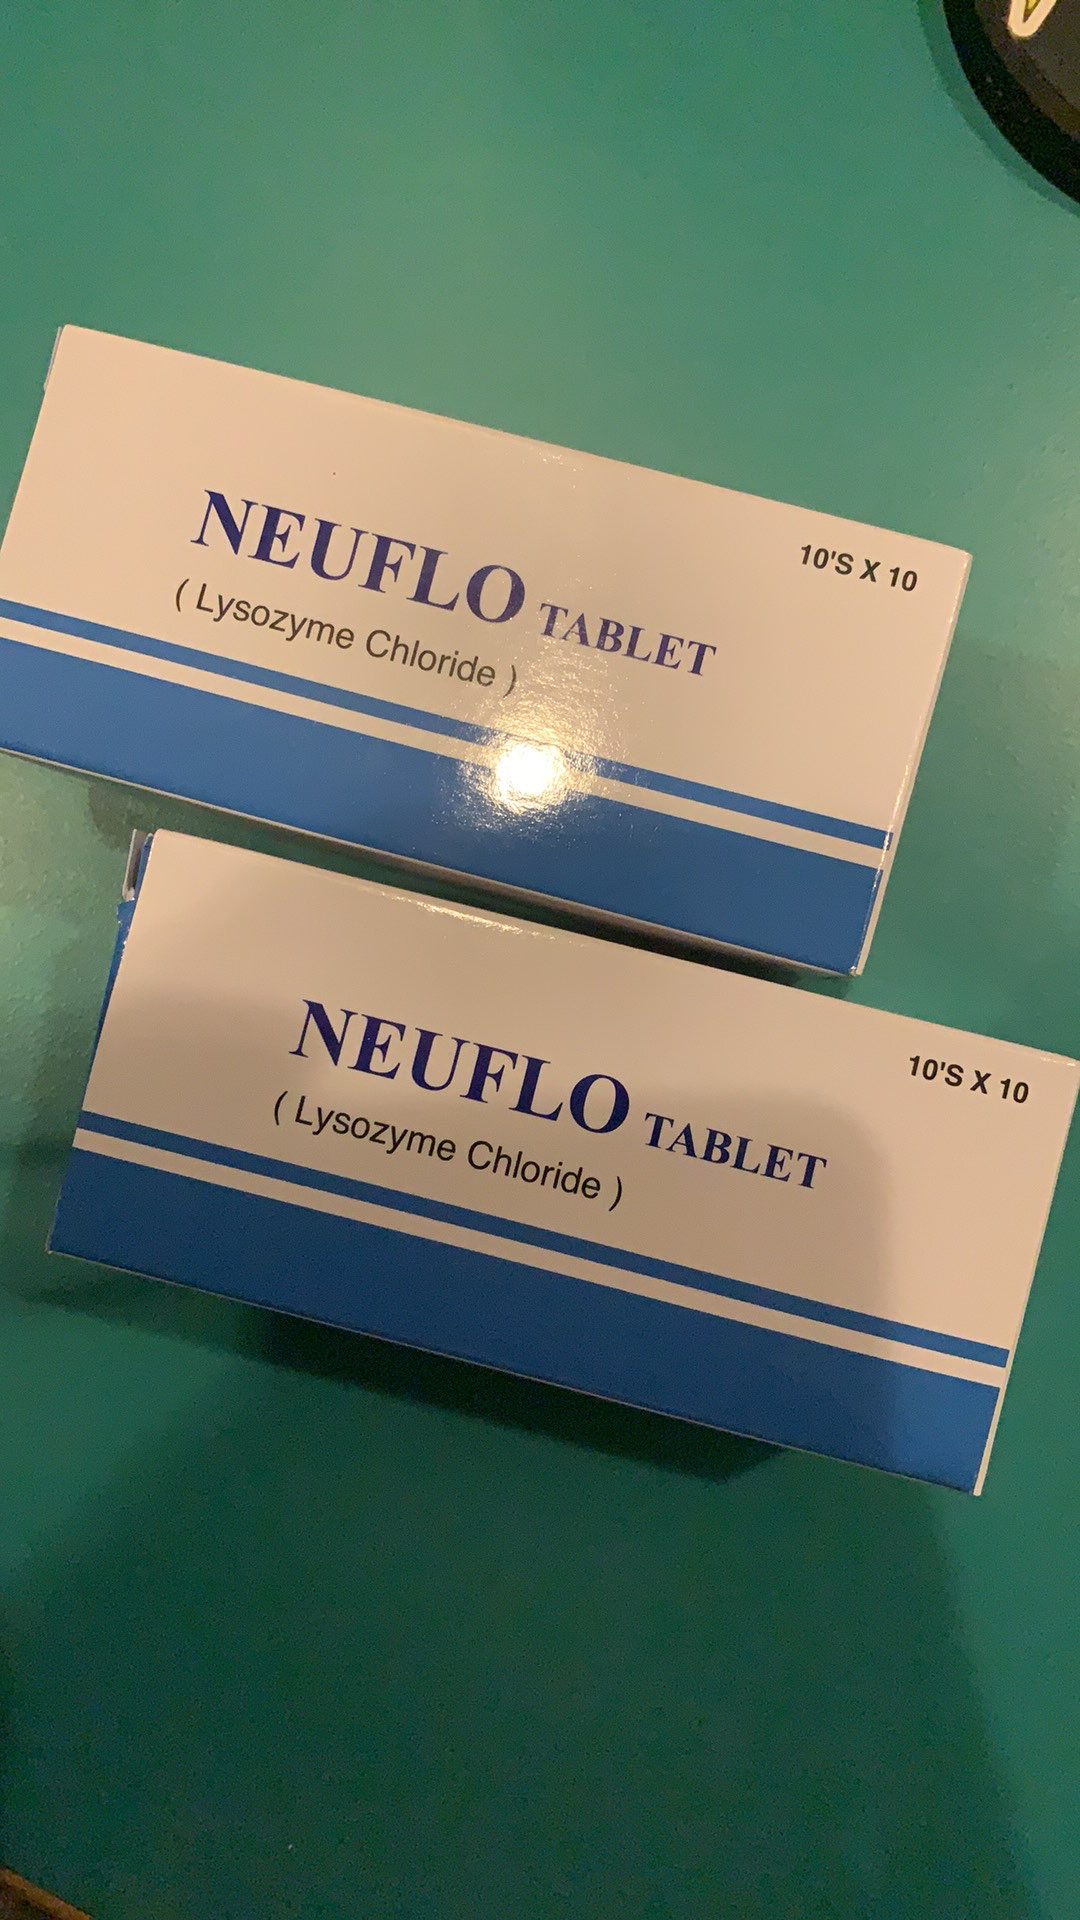 NEUFLO TABLET
10'S X 10
( Lysozyme Chloride )
NEUFLO TABLET
10'S X 10
( Lysozyme Chloride )